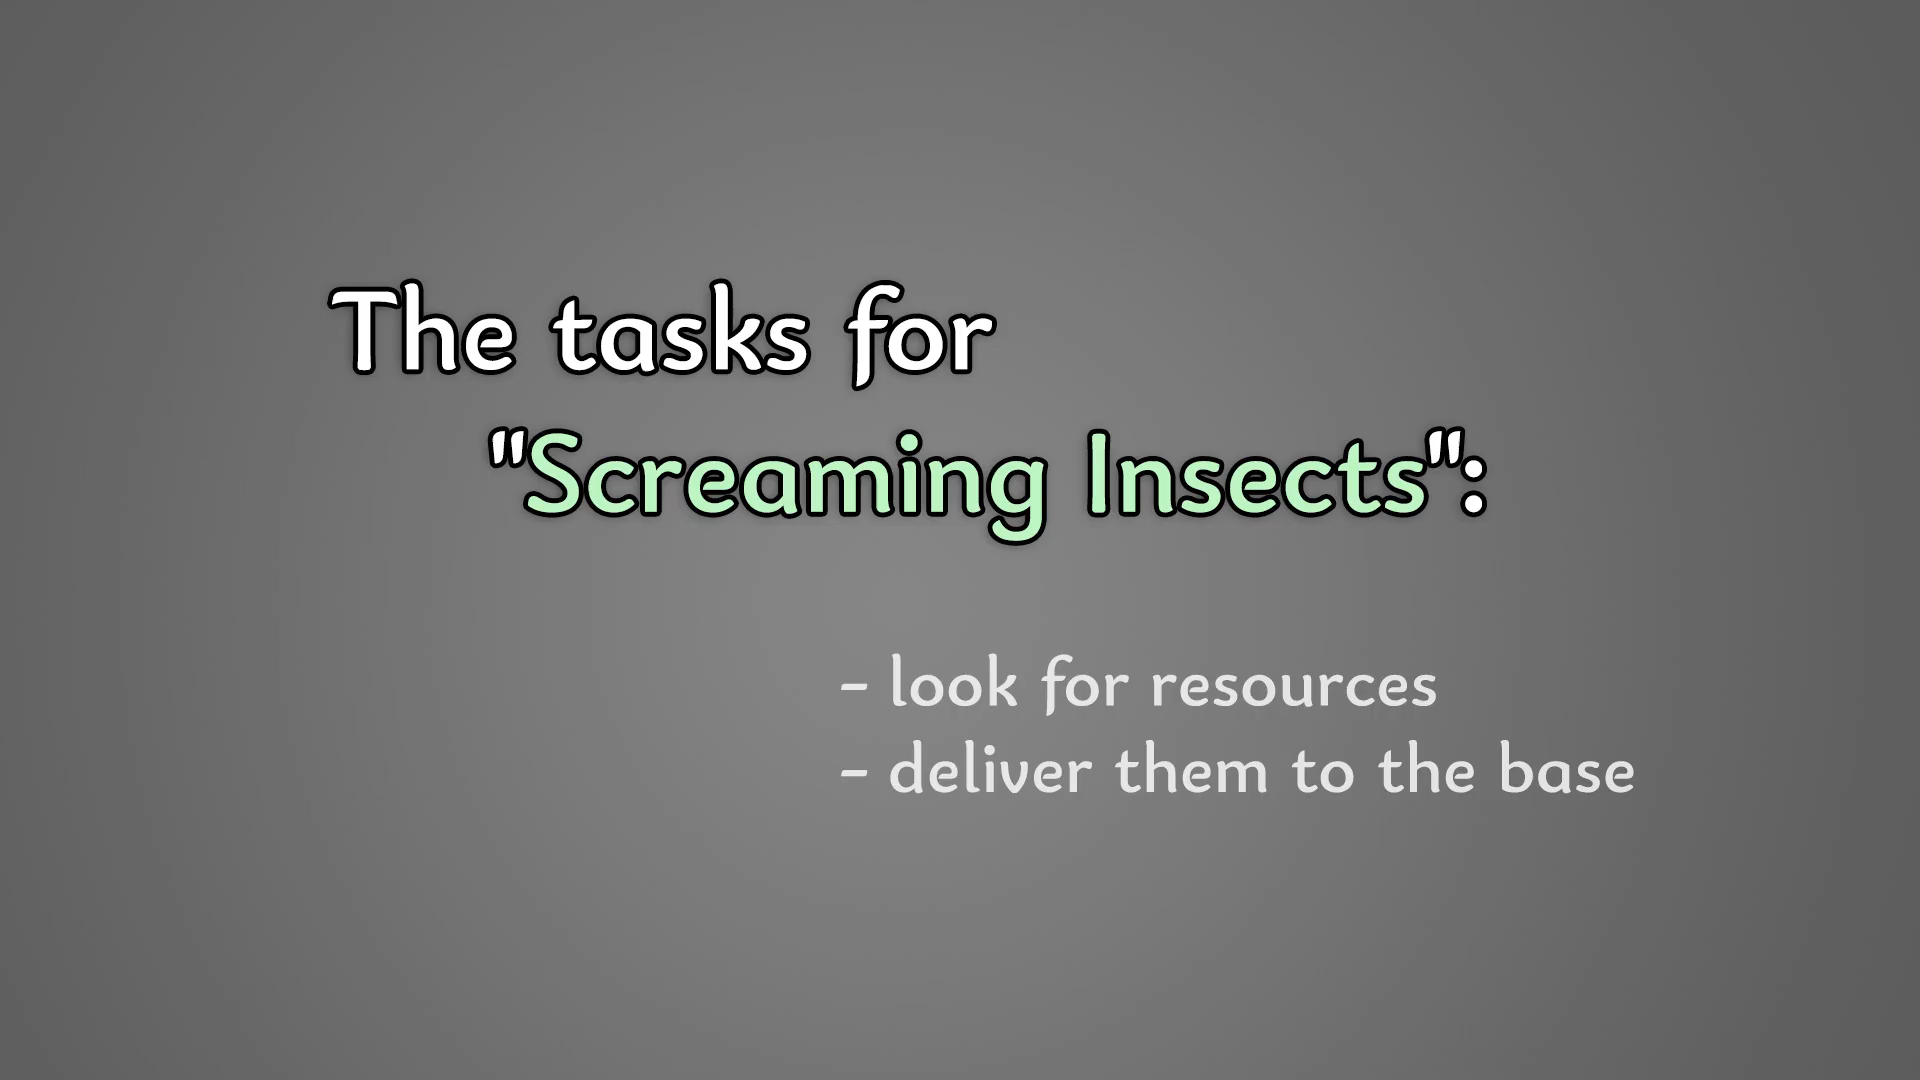 The tasks for
"Screaming Insects":
- look for resources
- deliver them to the base